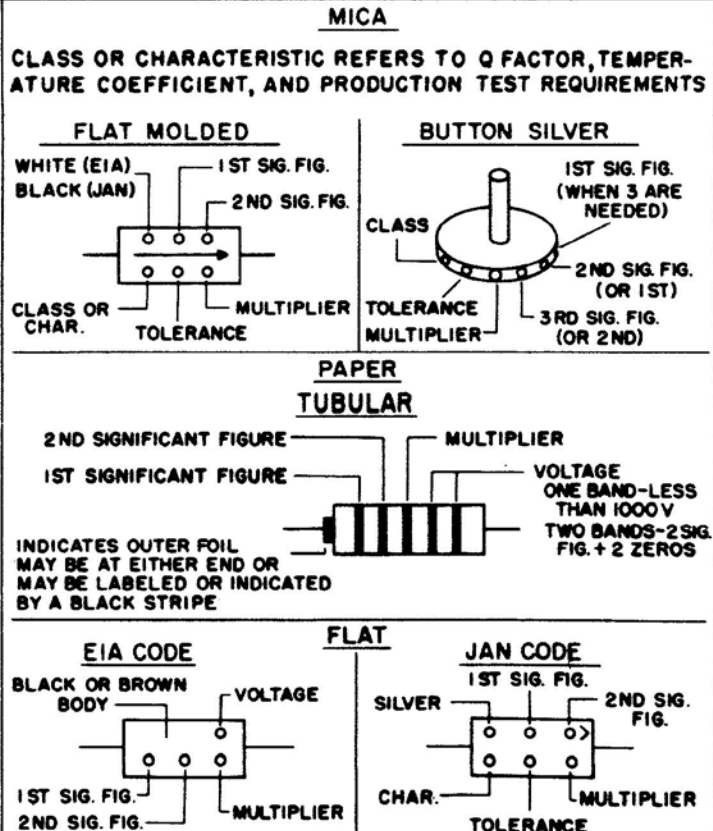 MICA
CLASS OR CHARACTERISTIC REFERS TO Q FACTOR, TEMPER-
ATURE COEFFICIENT, AND PRODUCTION TEST REQUIREMENTS
FLAT MOLDED
WHITE (EIA)
BLACK (JAN)
1ST SIG. FIG.
2ND SIG. FIG.
CLASS OR
CHAR.
TOLERANCE
MULTIPLIER
BUTTON SILVER
1ST SIG. FIG.
(WHEN 3 ARE
NEEDED)
CLASS
2ND SIG. FIG.
(OR 1ST)
TOLERANCE
MULTIPLIER
3RD SIG. FIG.
(OR 2ND)
PAPER
TUBULAR
2ND SIGNIFICANT FIGURE
MULTIPLIER
1ST SIGNIFICANT FIGURE
VOLTAGE
ONE BAND-LESS
THAN 1000V
TWO BANDS-2 SIG.
FIG. + 2 ZEROS
INDICATES OUTER FOIL
MAY BE AT EITHER END OR
MAY BE LABELED OR INDICATED
BY A BLACK STRIPE
FLAT
EIA CODE
BLACK OR BROWN
BODY
VOLTAGE
1ST SIG. FIG.
2ND SIG. FIG.
MULTIPLIER
JAN CODE
1ST SIG. FIG.
SILVER
2ND SIG.
FIG.
CHAR.
MULTIPLIER
TOLERANCE